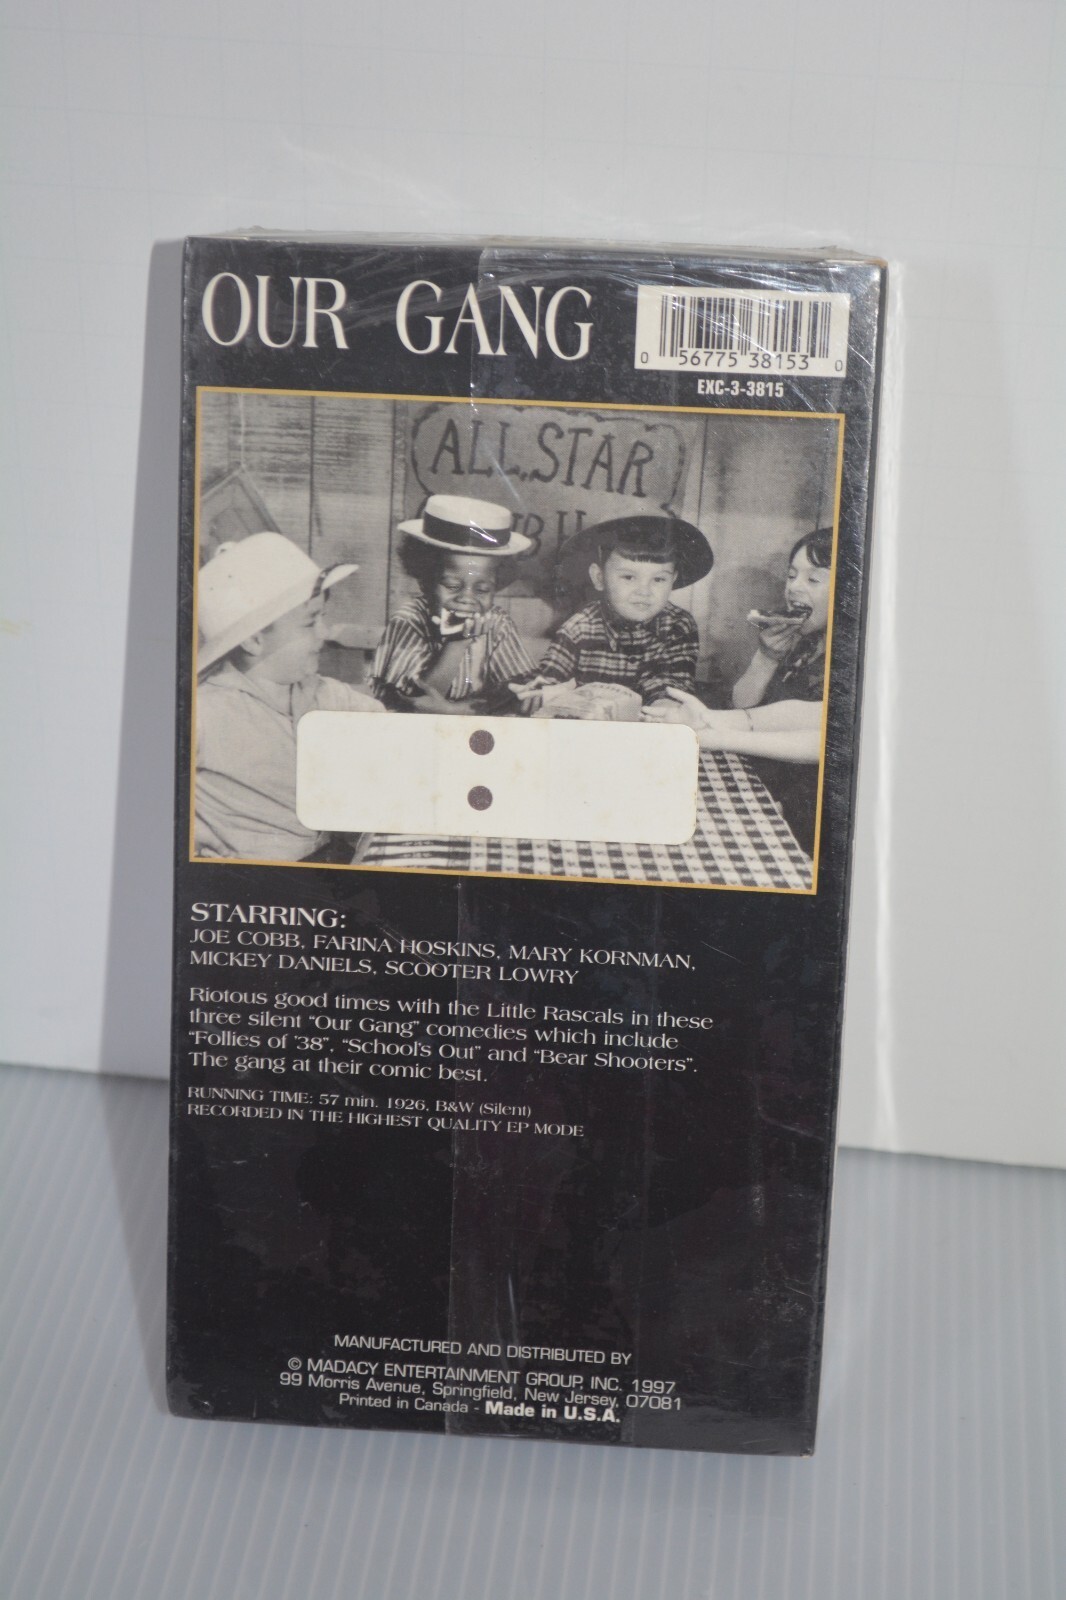 OUR GANG
0 56775 38153 0
EXC-3-3815
ALL STAR
STARRING:
JOE COBB, FARINA HOSKINS, MARY KORNMAN,
MICKEY DANIELS, SCOOTER LOWRY
Riotous good times with the Little Rascals in these
three silent "Our Gang" comedies which include
"Follies of '38", "School's Out" and "Bear Shooters".
The gang at their comic best.
RUNNING TIME: 57 min. 1926, B&W (Silent)
RECORDED IN THE HIGHEST QUALITY EP MODE
MANUFACTURED AND DISTRIBUTED BY
© MADACY ENTERTAINMENT GROUP, INC. 1997
99 Morris Avenue, Springfield, New Jersey, 07081
Printed in Canada - Made in U.S.A.